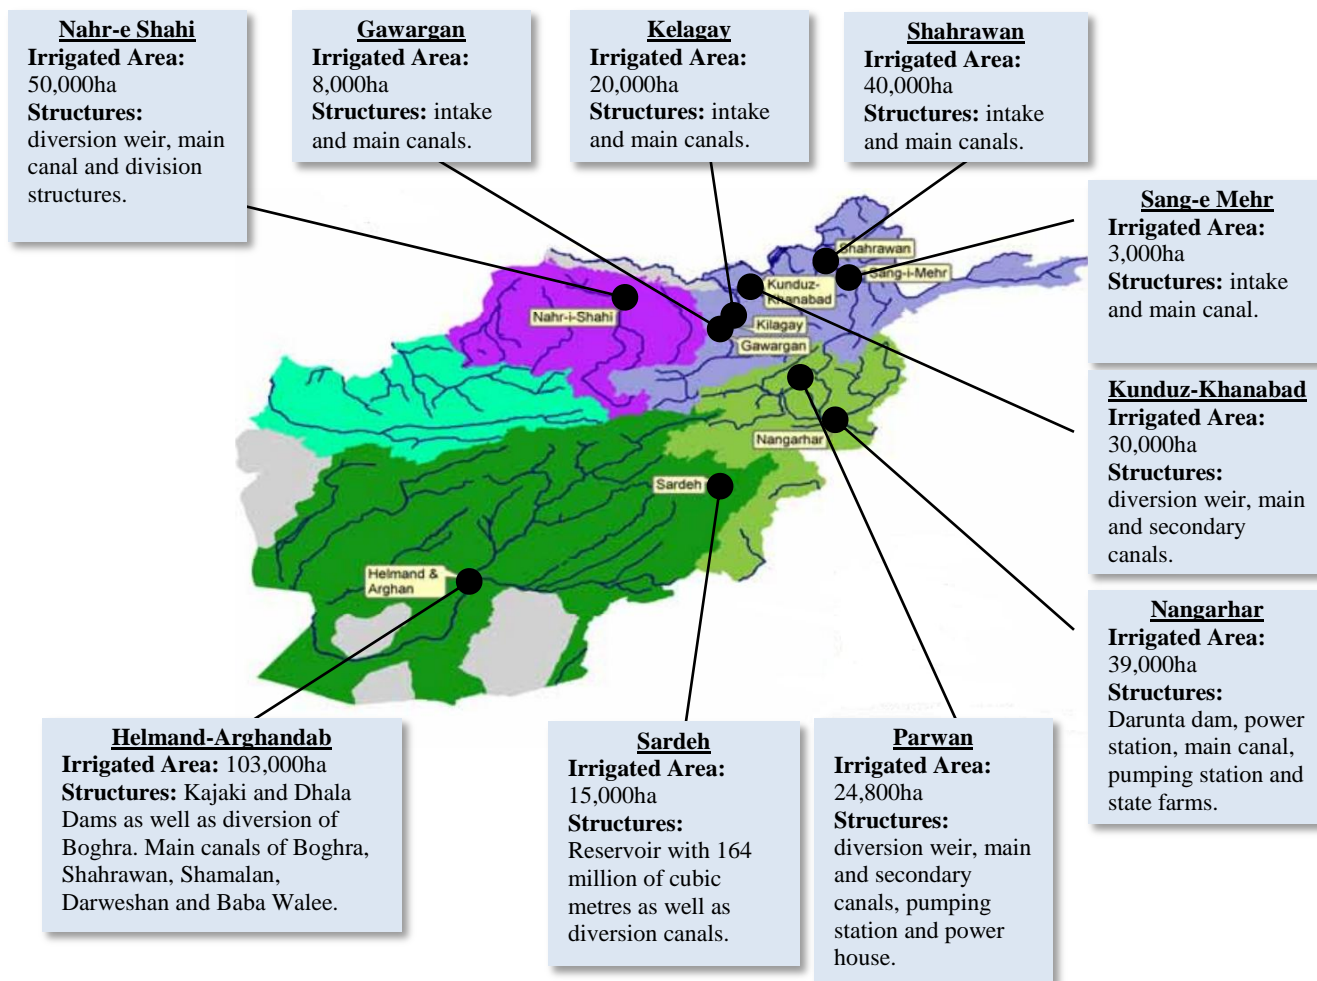 Nahr-e Shahi
Irrigated Area:
50,000ha
Structures:
diversion weir, main
canal and division
structures.
Gawargan
Irrigated Area:
8,000ha
Structures: intake
and main canals.
Kelagay
Irrigated Area:
20,000ha
Structures: intake
and main canals.
Shahrawan
Irrigated Area:
40,000ha
Structures: intake
and main canals.
Sang-e Mehr
Irrigated Area:
3,000ha
Structures: intake
and main canal.
Kunduz-Khanabad
Irrigated Area:
30,000ha
Structures:
diversion weir, main
and secondary
canals.
Nangarhar
Irrigated Area:
39,000ha
Structures:
Darunta dam, power
station, main canal,
pumping station and
state farms.
Shahrawan
Sang-i-Mehr
Kunduz-
Khanabad
Nahr-i-Shahi
Kilagay
Gawargan
Nangarhar
Sardeh
Helmand &
Arghan
Helmand-Arghandab
Irrigated Area: 103,000ha
Structures: Kajaki and Dhala
Dams as well as diversion of
Boghra. Main canals of Boghra,
Shahrawan, Shamalan,
Darweshan and Baba Walee.
Sardeh
Irrigated Area:
15,000ha
Structures:
Reservoir with 164
million of cubic
metres as well as
diversion canals.
Parwan
Irrigated Area:
24,800ha
Structures:
diversion weir, main
and secondary
canals, pumping
station and power
house.